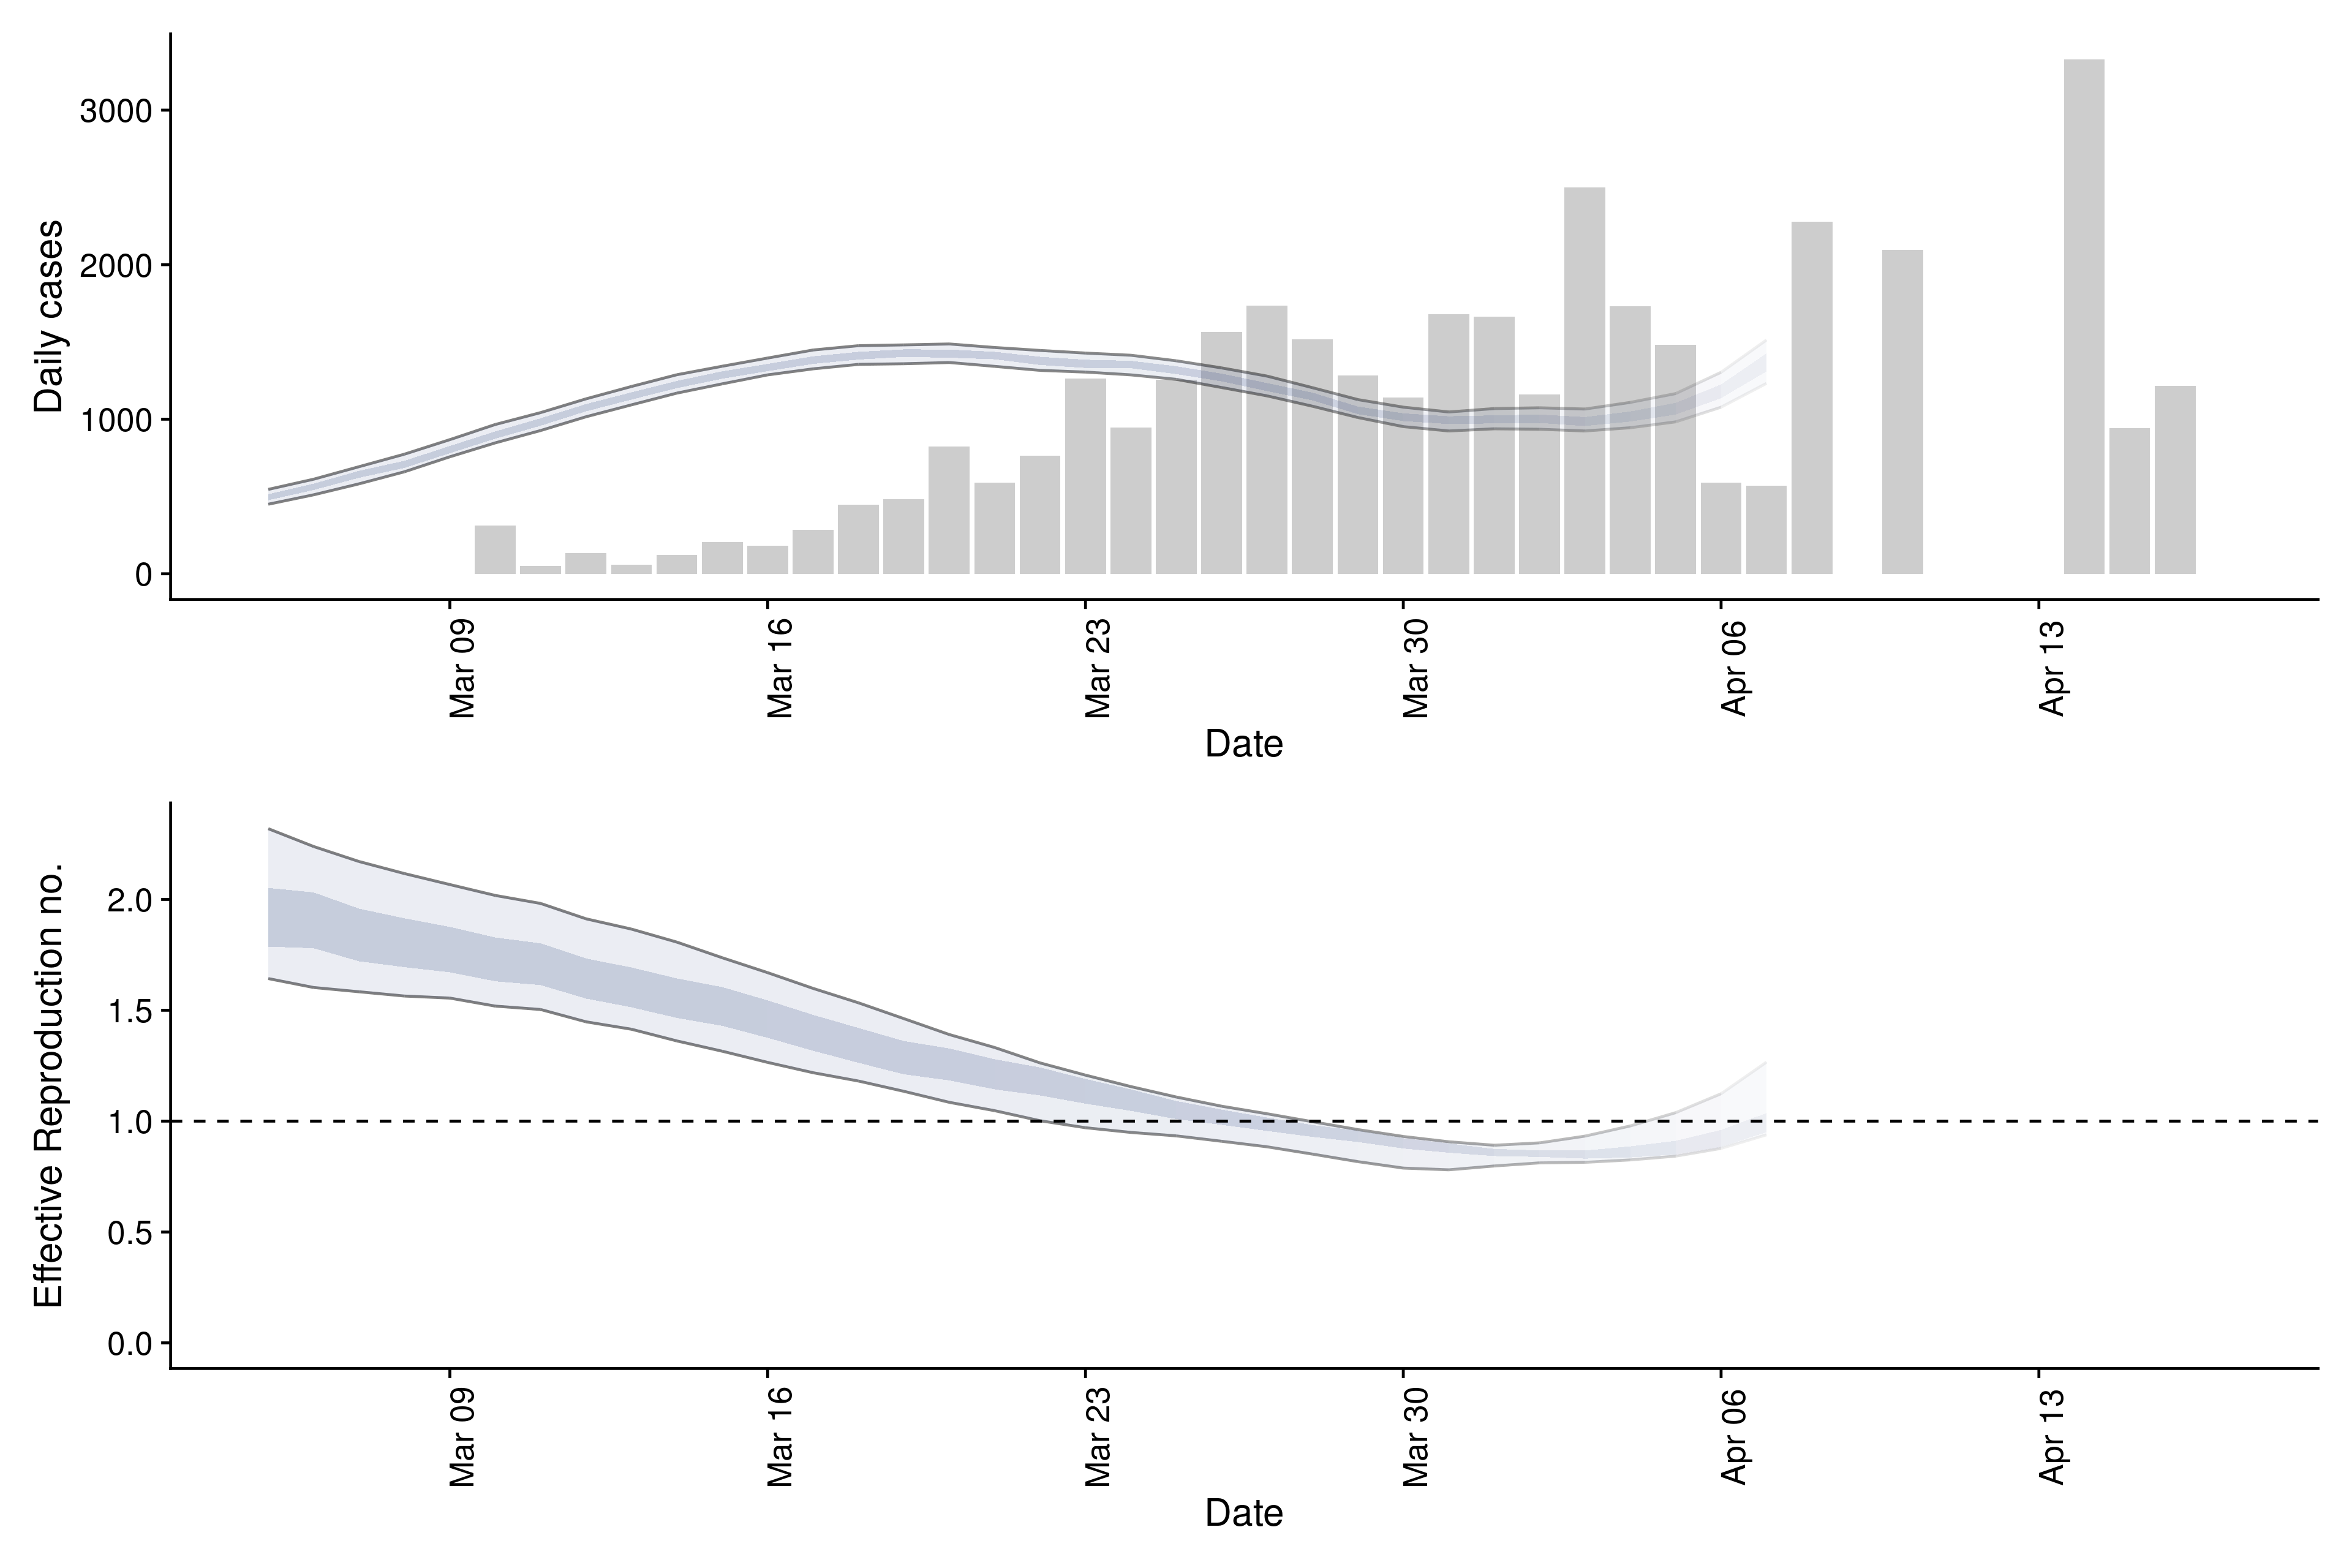 Daily cases
3000
2000
1000
0
Mar 09
Mar 16
Mar 23
Mar 30
Apr 06
Apr 13
Date
Effective Reproduction no.
2.0
1.5
1.0
0.5
0.0
Mar 09
Mar 16
Mar 23
Mar 30
Apr 06
Apr 13
Date